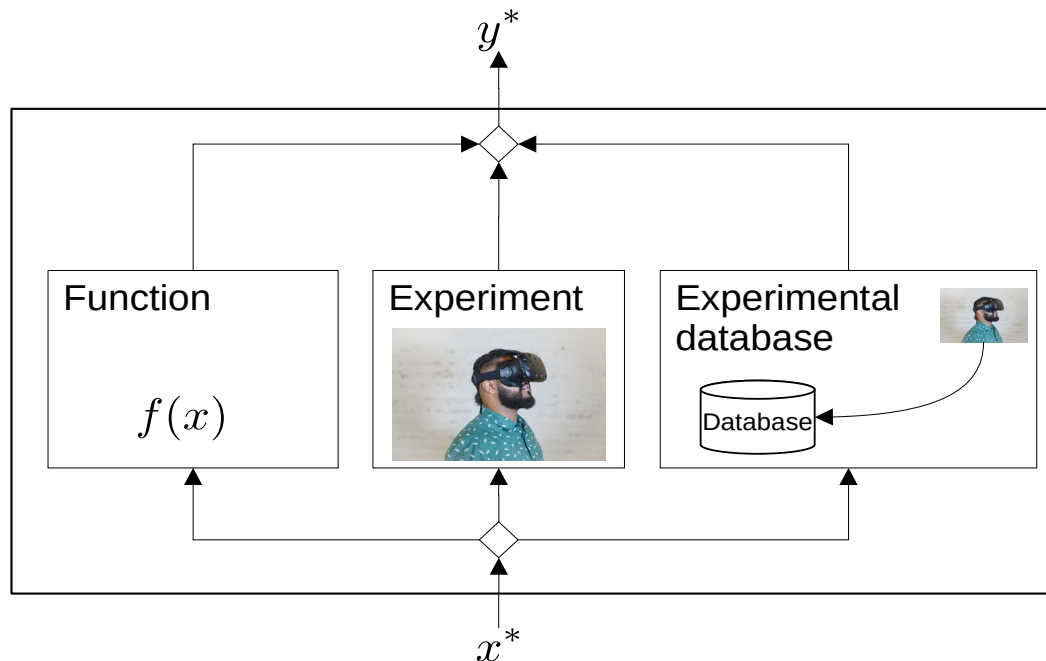 y*
Function
f(x)
Experiment
Experimental
database
Database
x*